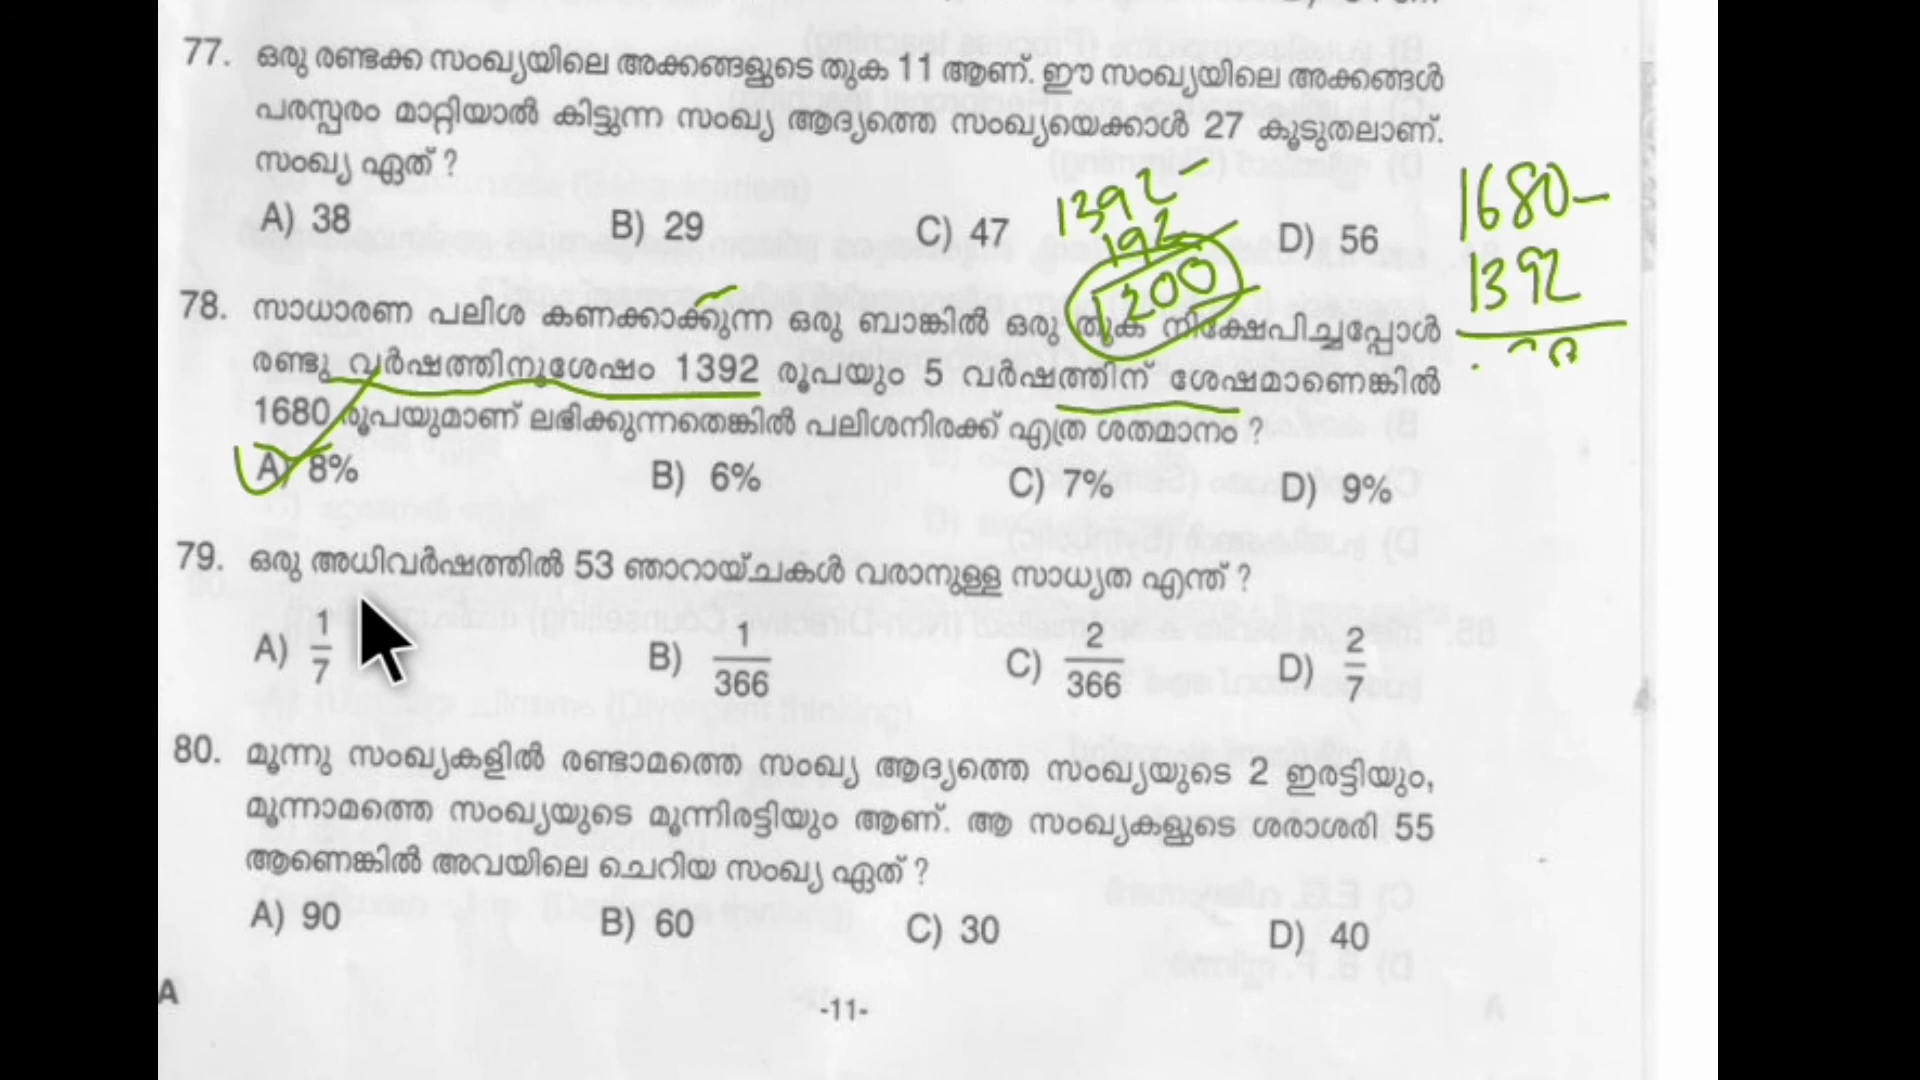 77. ഒരു രണ്ടക്ക സംഖ്യയിലെ അക്കങ്ങളുടെ തുക 11 ആണ്. ഈ സംഖ്യയിലെ അക്കങ്ങൾ
പരസ്പരം മാറ്റിയാൽ കിട്ടുന്ന സംഖ്യ ആദ്യത്തെ സംഖ്യയെക്കാൾ 27 കൂടുതലാണ്.
സംഖ്യ ഏത് ?
A) 38 B) 29 C) 47 D) 56
1392
192
1200
1680-
1392
78. സാധാരണ പലിശ കണക്കാക്കുന്ന ഒരു ബാങ്കിൽ ഒരു തുക നിക്ഷേപിച്ചപ്പോൾ
രണ്ടു വർഷത്തിനുശേഷം 1392 രൂപയും 5 വർഷത്തിന് ശേഷമാണെങ്കിൽ
1680 രൂപയുമാണ് ലഭിക്കുന്നതെങ്കിൽ പലിശനിരക്ക് എത്ര ശതമാനം ?
A) 8% B) 6% C) 7% D) 9%
79. ഒരു അധിവർഷത്തിൽ 53 ഞാറായ്ചകൾ വരാനുള്ള സാധ്യത എന്ത് ?
A) 1/7 B) 1/366 C) 2/366 D) 2/7
80. മൂന്നു സംഖ്യകളിൽ രണ്ടാമത്തെ സംഖ്യ ആദ്യത്തെ സംഖ്യയുടെ 2 ഇരട്ടിയും,
മൂന്നാമത്തെ സംഖ്യയുടെ മൂന്നിരട്ടിയും ആണ്. ആ സംഖ്യകളുടെ ശരാശരി 55
ആണെങ്കിൽ അവയിലെ ചെറിയ സംഖ്യ ഏത് ?
A) 90 B) 60 C) 30 D) 40
A
-11-